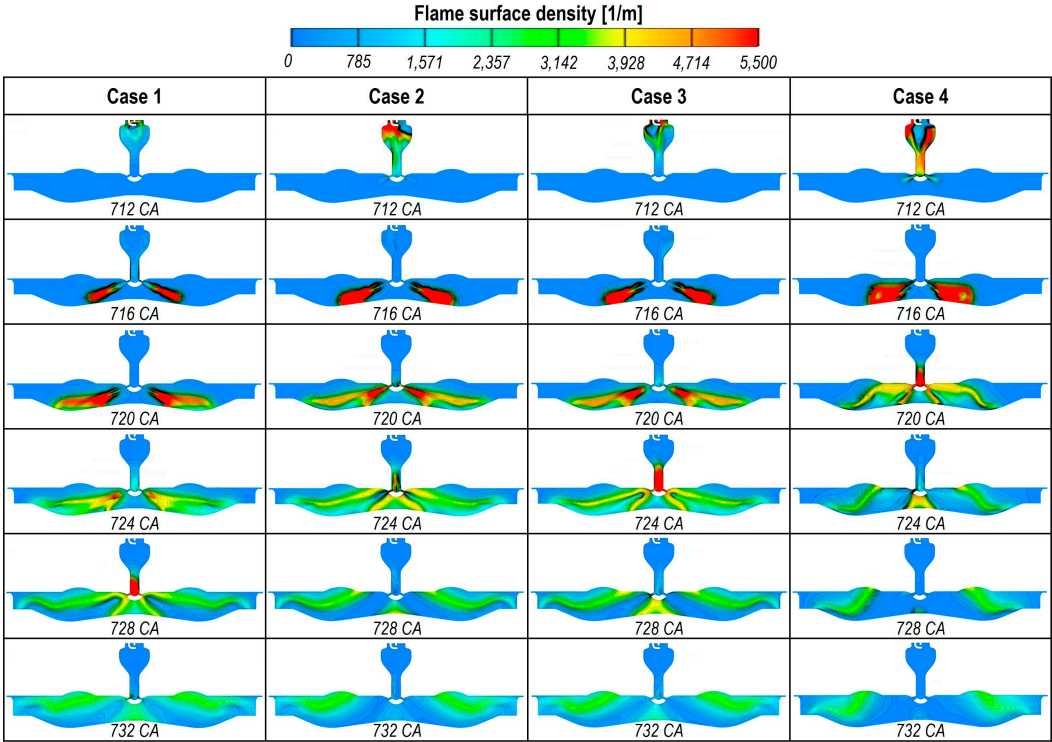 Flame surface density [1/m]
0 785 1,571 2,357 3,142 3,928 4,714 5,500
Case 1 Case 2 Case 3 Case 4
712 CA 712 CA 712 CA 712 CA
716 CA 716 CA 716 CA 716 CA
720 CA 720 CA 720 CA 720 CA
724 CA 724 CA 724 CA 724 CA
728 CA 728 CA 728 CA 728 CA
732 CA 732 CA 732 CA 732 CA